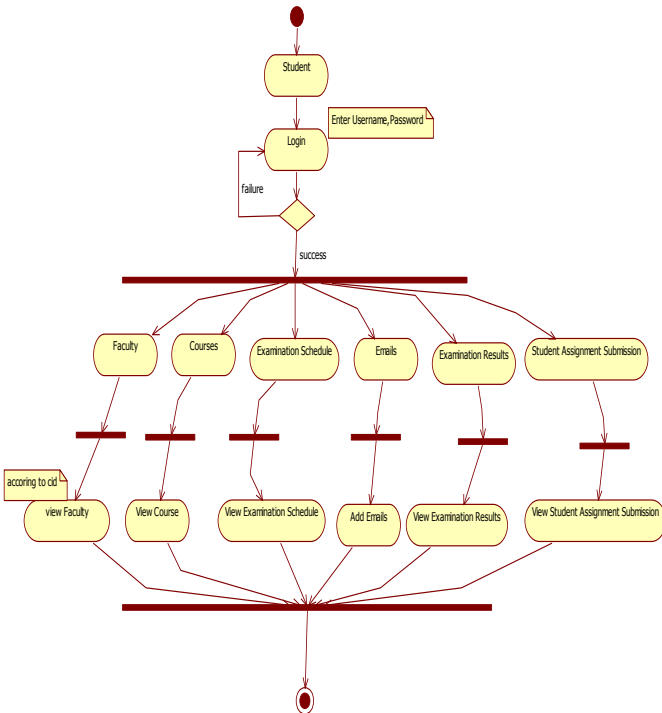 Student
Enter Username,Password
Login
failure
success
Faculty
Courses
Examination Schedule
Emails
Examination Results
Student Assignment Submission
accoring to cid
view Faculty
View Course
View Examination Schedule
Add Emails
View Examination Results
View Student Assignment Submission